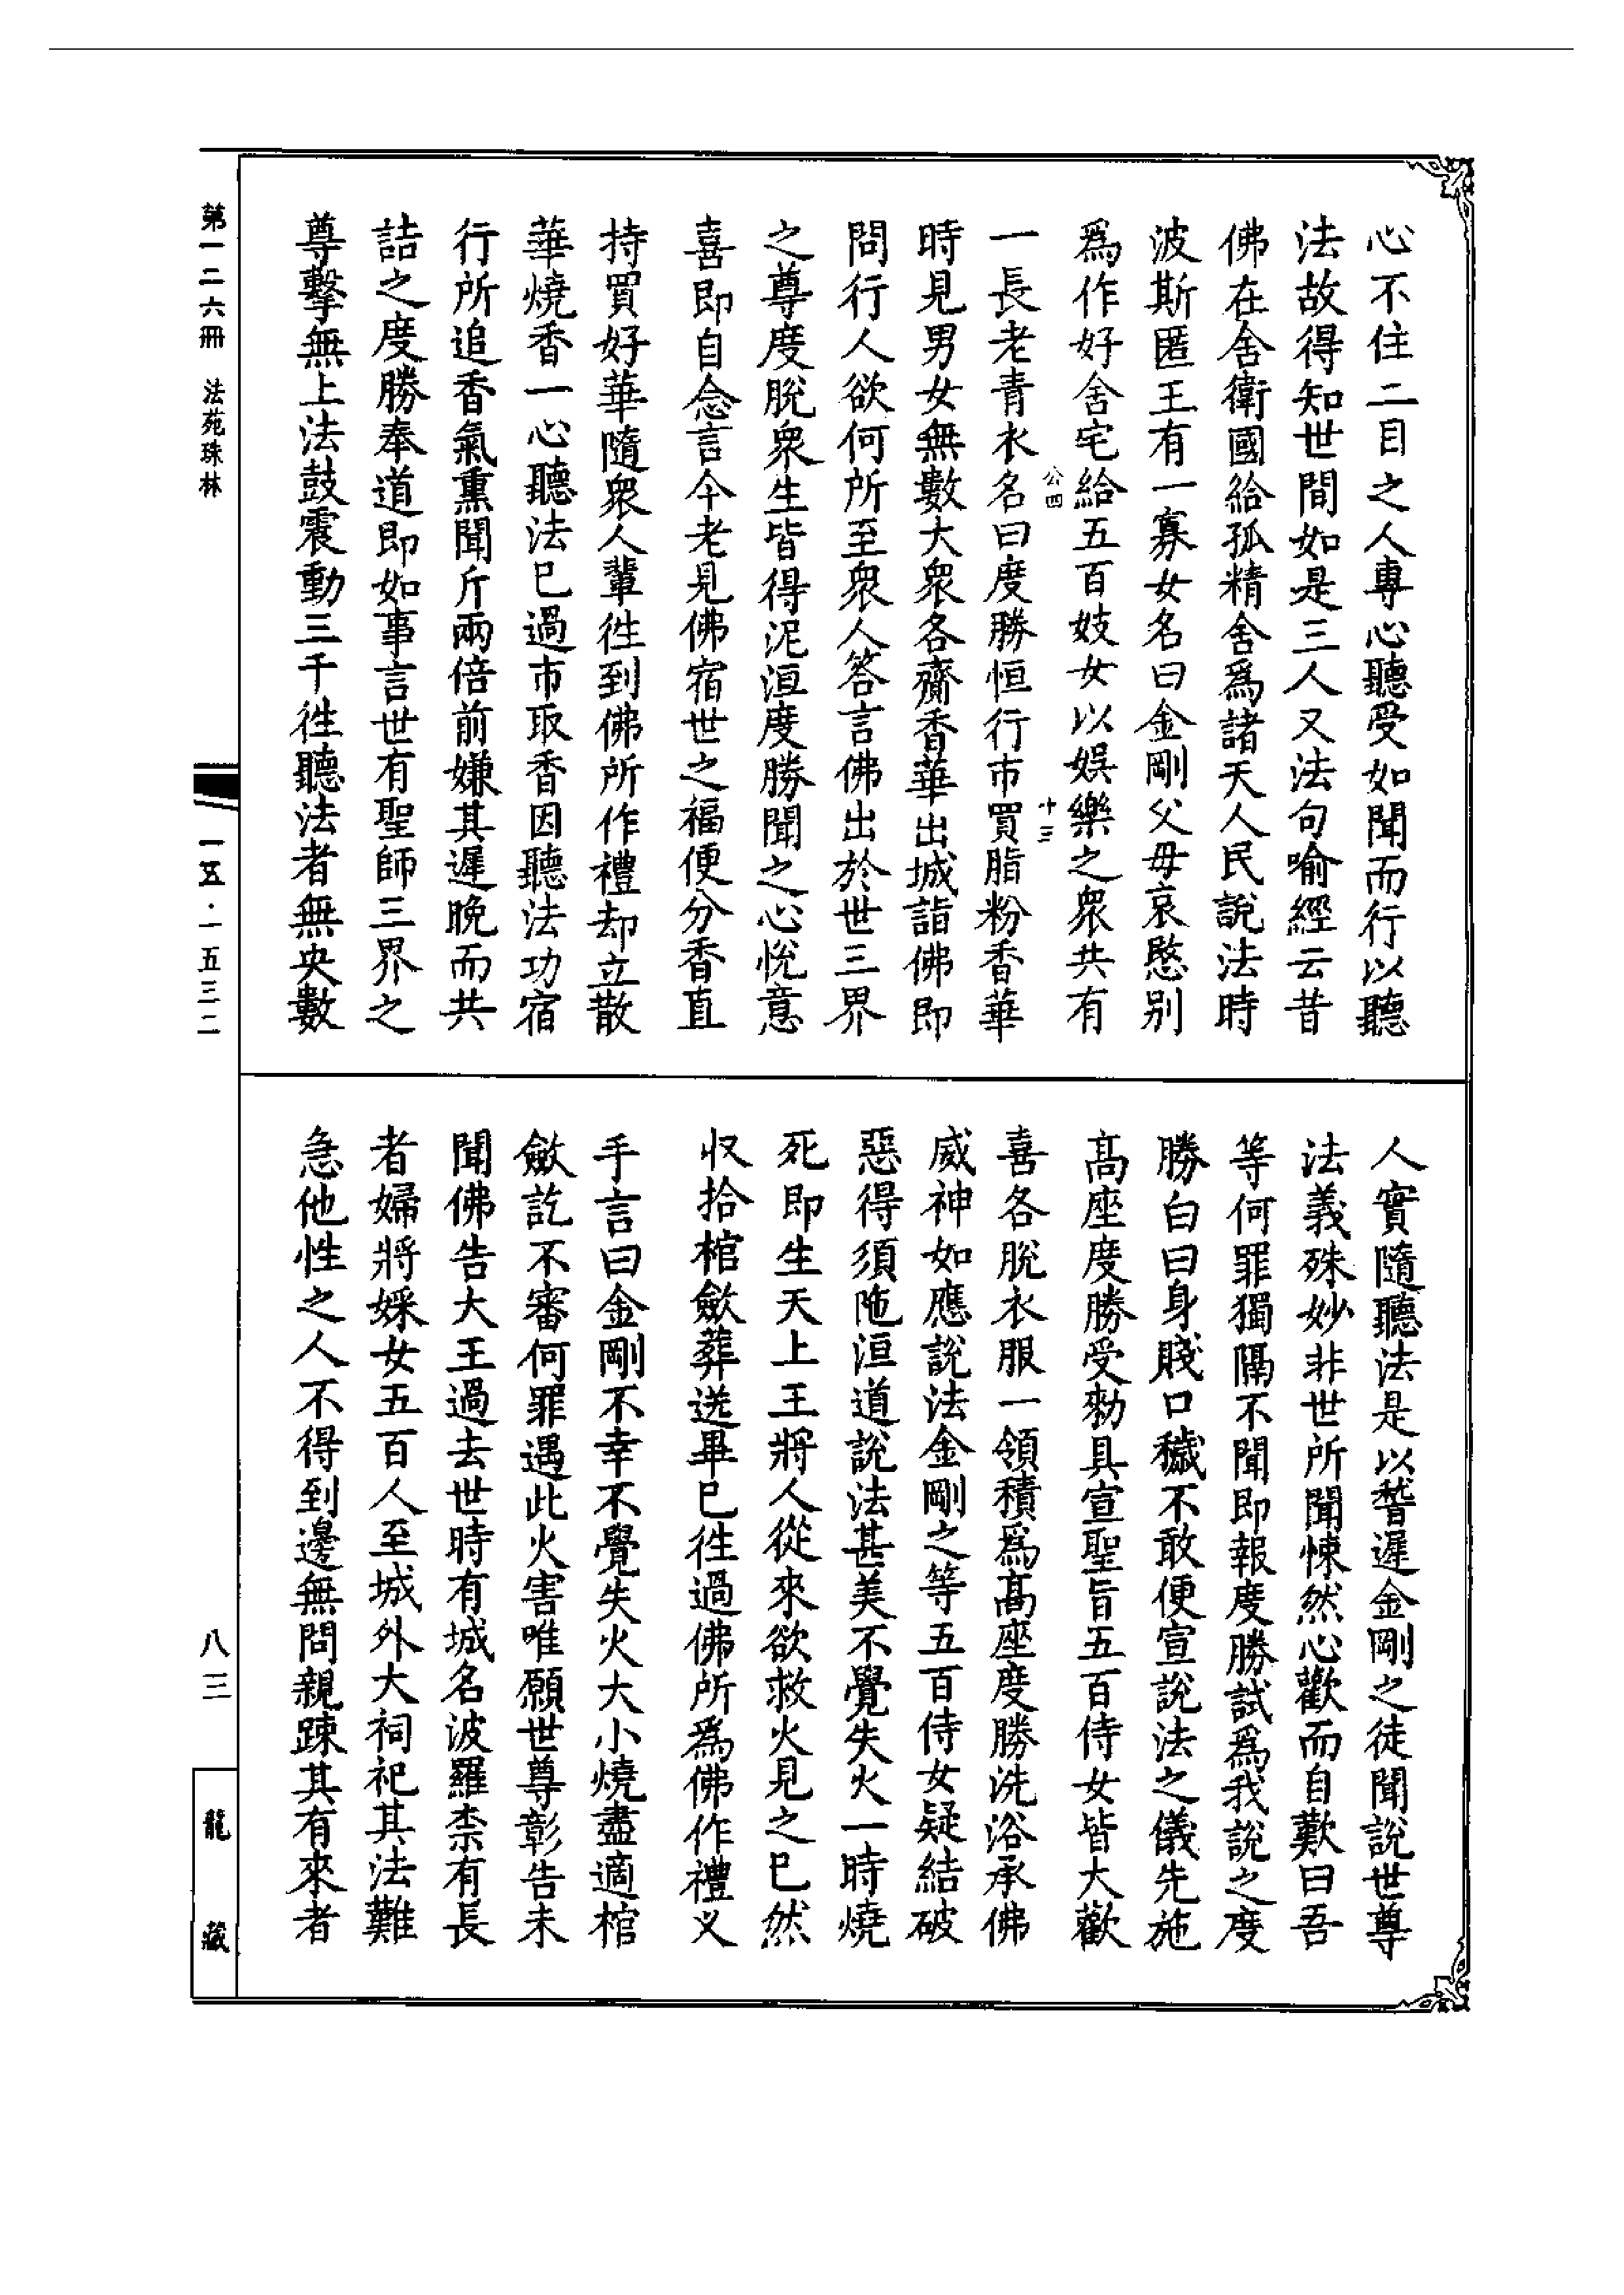 心不住二目之人專心聽受如聞而行以聽
法故得知世間如是三人又法句喻經云昔
佛在舍衛國給孤精舍爲諸天人民說法時
波斯匿王有一寡女名曰金剛父母哀愍別
爲作好舍宅給五百妓女以娛樂之衆共有
公四
十三
一長老青衣名曰度勝恒行市買脂粉香華
時見男女無數大衆各齎香華出城詣佛即
問行人欲何所至衆人答言佛出於世三界
之尊度脫衆生皆得泥洹度勝聞之心悅意
喜即自念言今老見佛宿世之福便分香直
持買好華隨衆人輩徃到佛所作禮却立散
華燒香一心聽法已過市取香因聽法功宿
行所追香氣熏聞斤兩倍前嫌其遲晚而共
詰之度勝奉道即如事言世有聖師三界之
尊擊無上法鼓震動三千徃聽法者無央數
人實隨聽法是以稽遲金剛之徒聞說世尊
法義殊妙非世所聞悚然心歡而自歎曰吾
等何罪獨隔不聞即報度勝試爲我說之度
勝白曰身賤口穢不敢便宣說法之儀先施
髙座度勝受勑具宣聖旨五百侍女皆大歡
喜各脫衣服一領積爲髙座度勝洗浴承佛
威神如應說法金剛之等五百侍女疑結破
惡得須陁洹道說法甚美不覺失火一時燒
死即生天上王將人從來欲救火見之已然
収拾棺斂葬送畢已徃過佛所爲佛作禮义
手言曰金剛不幸不覺失火大小燒盡適棺
斂訖不審何罪遇此火害唯願世尊彰告未
聞佛告大王過去世時有城名波羅柰有長
者婦將婇女五百人至城外大祠祀其法難
急他性之人不得到邊無問親踈其有來者
第一二六冊 法苑珠林
一五·一五三二
八三
龍藏